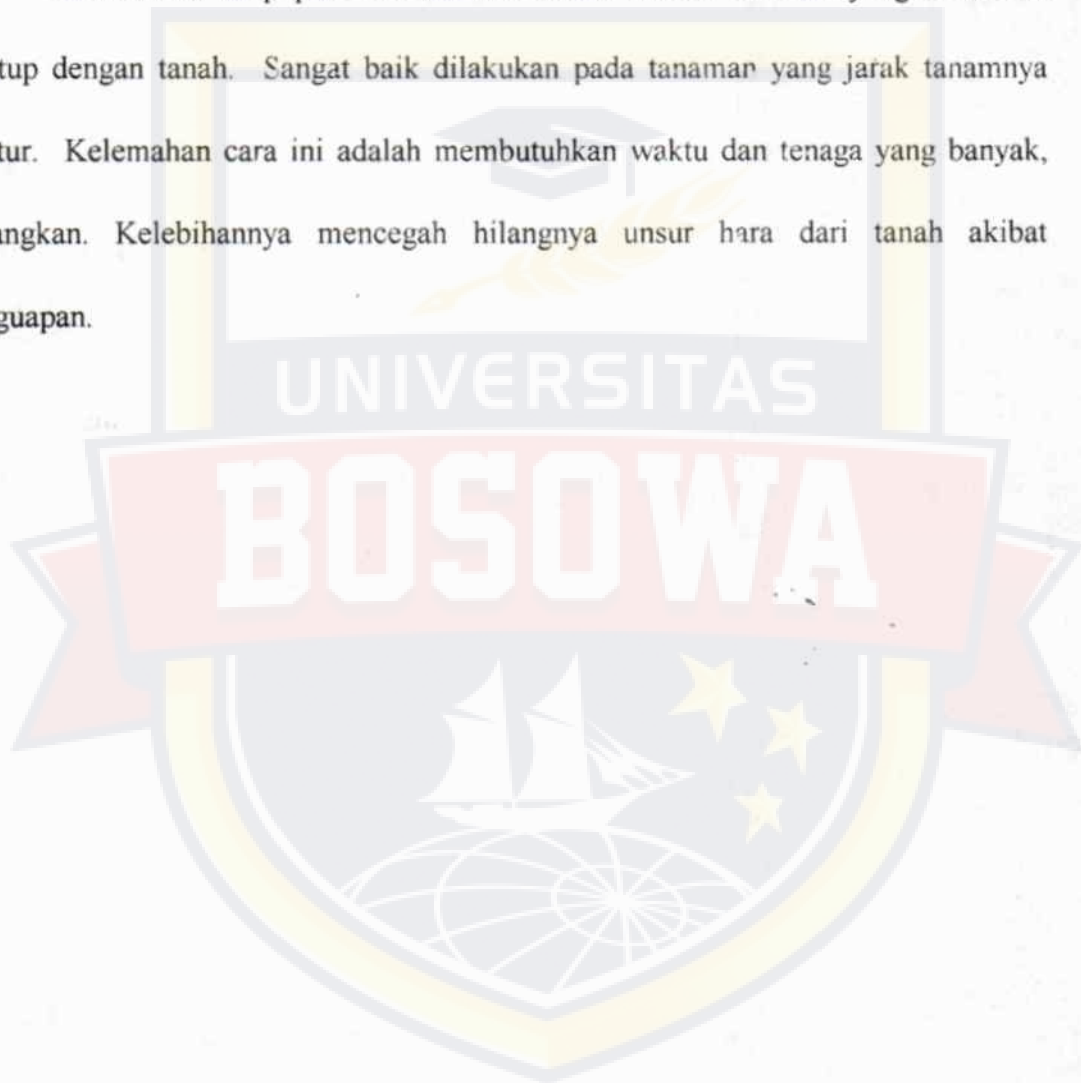 tup dengan tanah. Sangat baik dilakukan pada tanaman yang jarak tanamnya
tur. Kelemahan cara ini adalah membutuhkan waktu dan tenaga yang banyak,
angkan. Kelebihannya mencegah hilangnya unsur hara dari tanah akibat
guapan.
UNIVERSITAS
BOSOWA